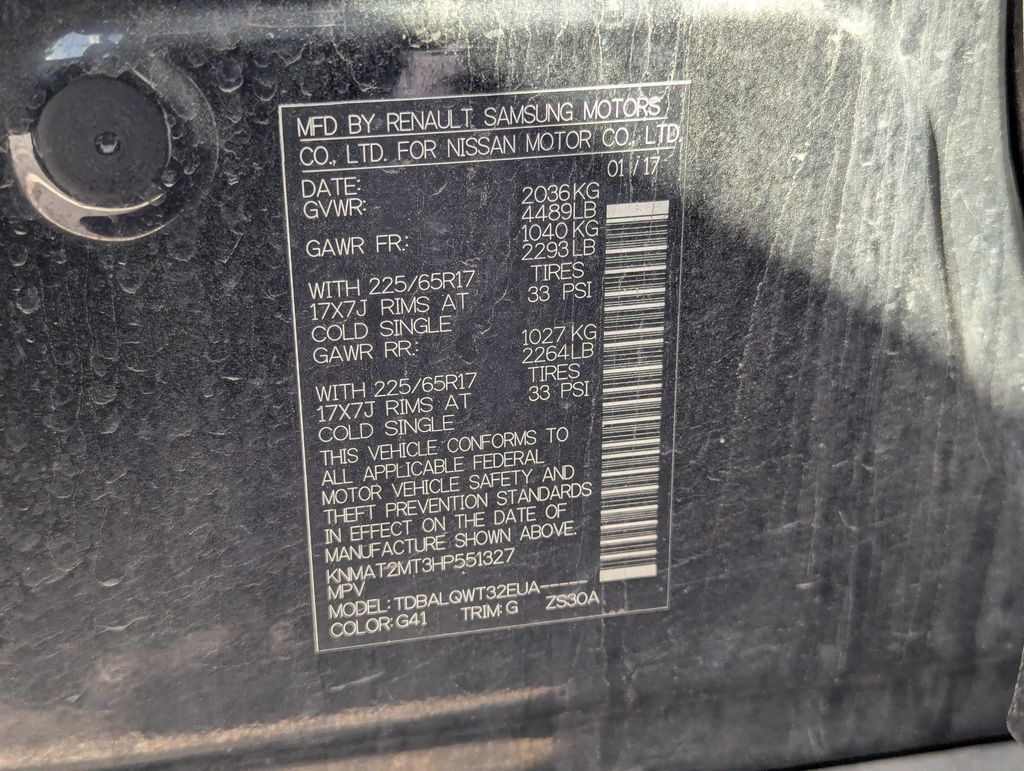 MFD BY RENAULT SAMSUNG MOTORS
CO., LTD. FOR NISSAN MOTOR CO., LTD.
01/17
DATE:
GVWR: 2036KG
4489LB
GAWR FR: 1040KG
2293LB
WITH 225/65R17 TIRES
17X7J RIMS AT 33 PSI
COLD SINGLE
GAWR RR: 1027KG
2264LB
WITH 225/65R17 TIRES
17X7J RIMS AT 33 PSI
COLD SINGLE
THIS VEHICLE CONFORMS TO
ALL APPLICABLE FEDERAL
MOTOR VEHICLE SAFETY AND
THEFT PREVENTION STANDARDS
IN EFFECT ON THE DATE OF
MANUFACTURE SHOWN ABOVE.
KNMAT2MT3HP551327
MPV
MODEL: TDBALQWT32EUA-----
COLOR: G41 TRIM: G ZS30A